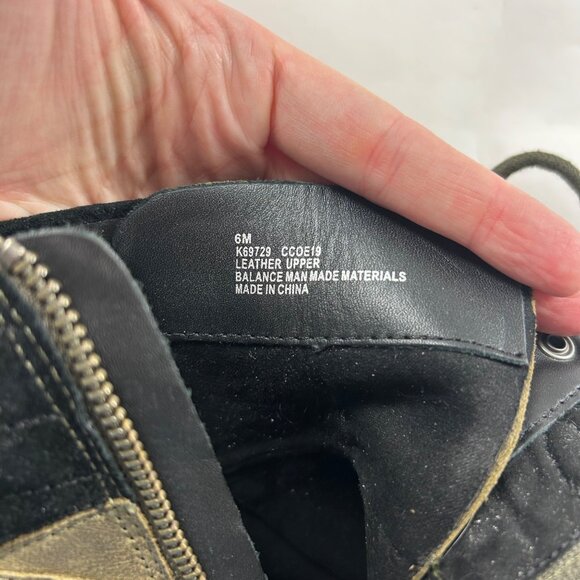 6M
K69729 CCOE19
LEATHER UPPER
BALANCE MAN MADE MATERIALS
MADE IN CHINA